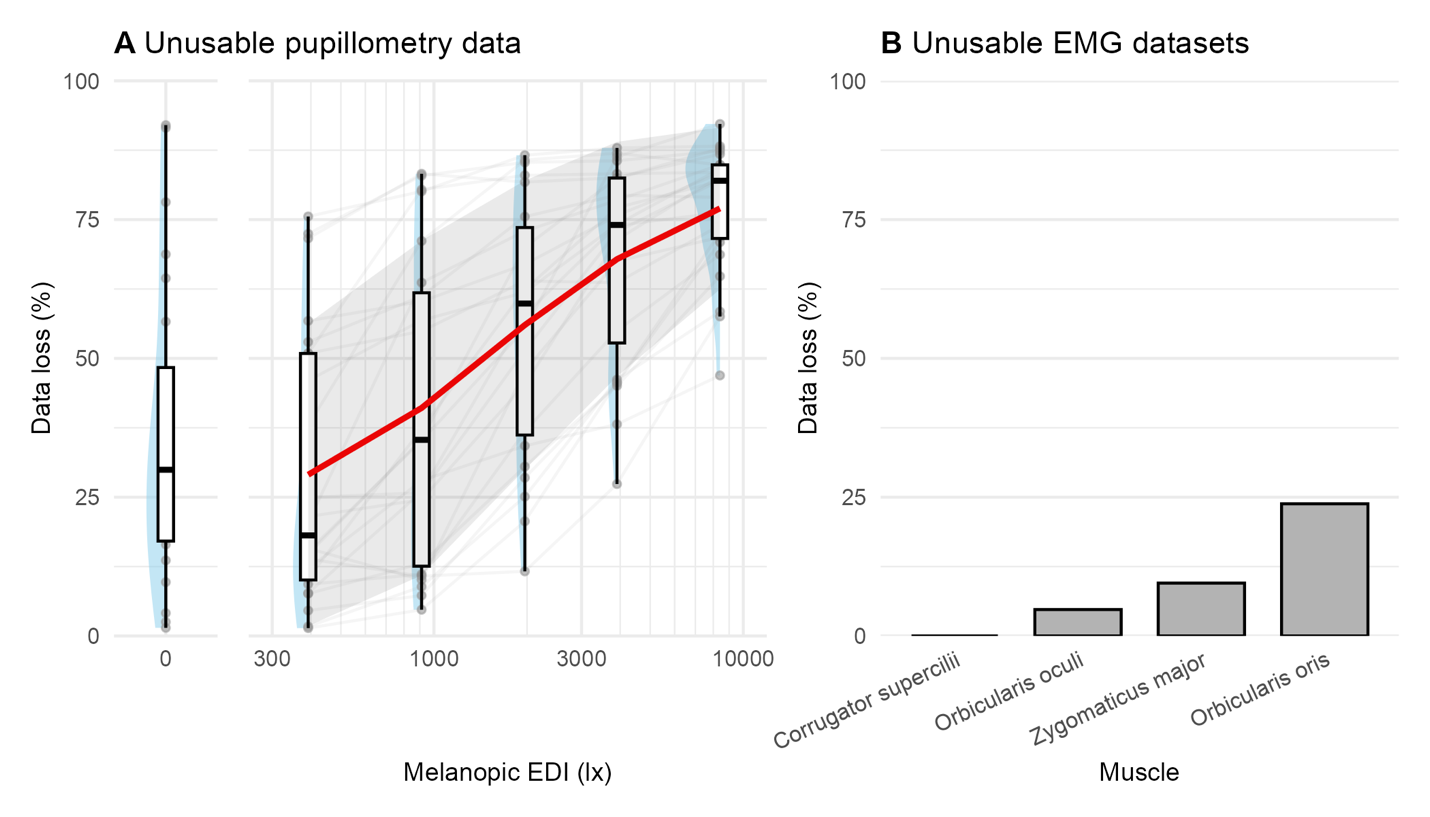 A Unusable pupillometry data
Data loss (%)
100
75
50
25
0
0
300
1000
3000
10000
Melanopic EDI (lx)
B Unusable EMG datasets
Data loss (%)
100
75
50
25
0
Corrugator supercilii
Orbicularis oculi
Zygomaticus major
Orbicularis oris
Muscle